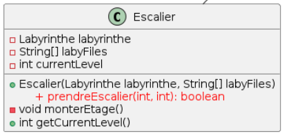 C Escalier
Labyrinthe labyrinthe
String[] labyFiles
int currentLevel
Escalier(Labyrinthe labyrinthe, String[] labyFiles)
+ prendreEscalier(int, int): boolean
void monterEtage()
int getCurrentLevel()